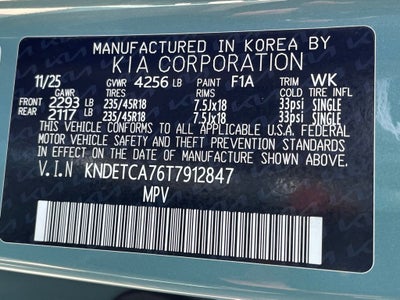 MANUFACTURED IN KOREA BY
KIA CORPORATION
11/25 GVWR 4256 LB PAINT F1A TRIM WK
GAWR TIRES RIMS COLD TIRE INFL
FRONT 2293 LB 235/45R18 7.5Jx18 33psi SINGLE
REAR 2117 LB 235/45R18 7.5Jx18 33psi SINGLE
THIS VEHICLE CONFORMS TO ALL APPLICABLE U.S.A. FEDERAL
MOTOR VEHICLE SAFETY AND THEFT PREVENTION STANDARDS
IN EFFECT ON THE DATE OF MANUFACTURE SHOWN ABOVE.
V.I.N KNDETCA76T7912847
MPV